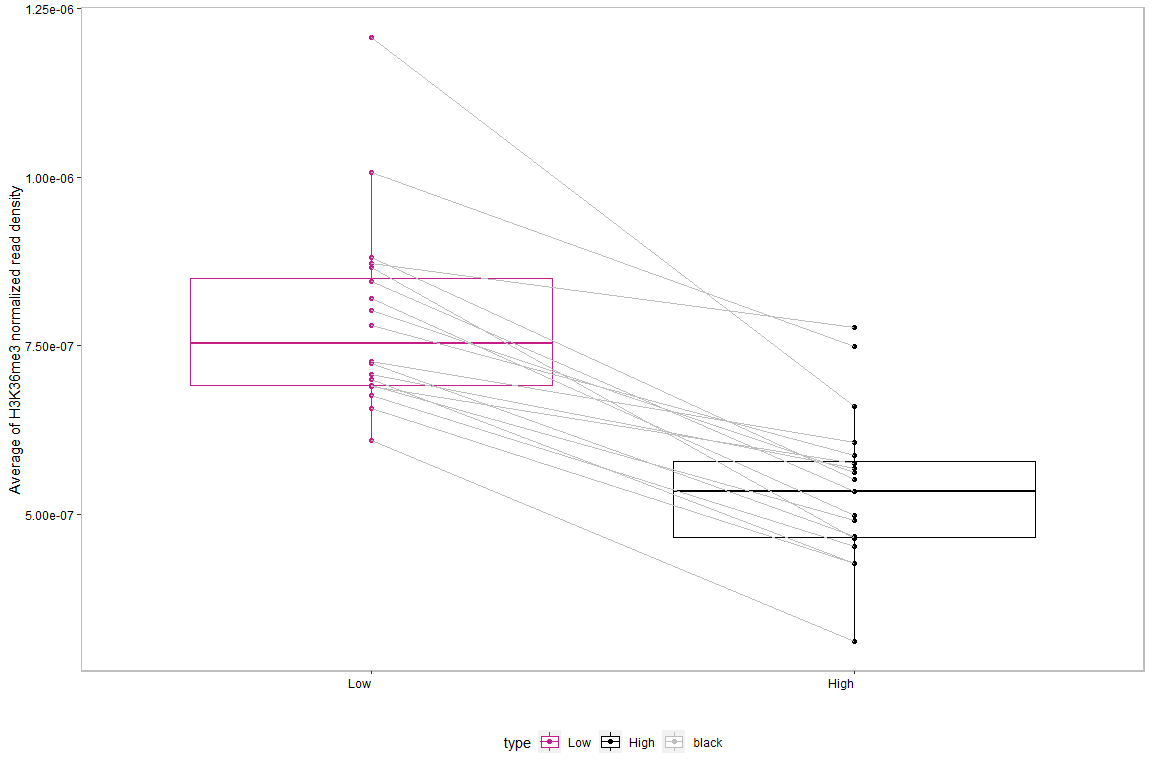 1.25e-06
1.00e-06
7.50e-07
5.00e-07
Average of H3K36me3 normalized read density
Low High
type Low High black